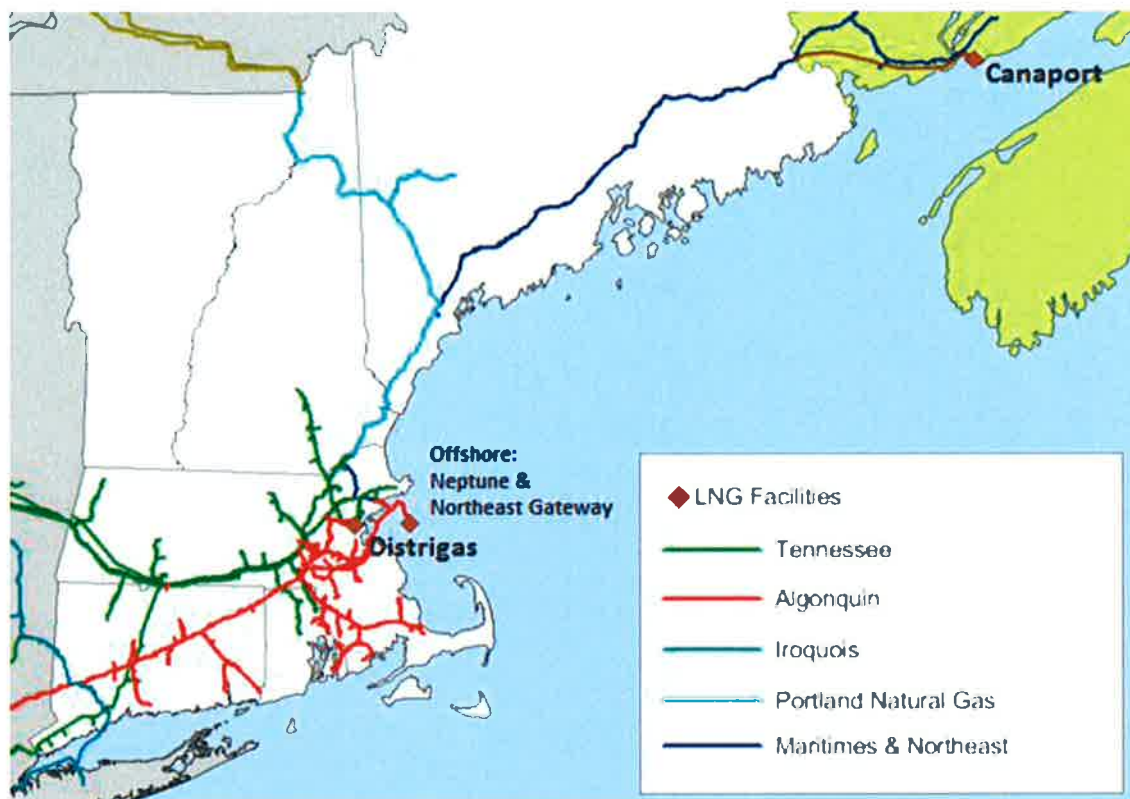 Canaport
Offshore:
Neptune &
Northeast Gateway
Distrigas
LNG Facilities
Tennessee
Algonquin
Iroquois
Portland Natural Gas
Maritimes & Northeast